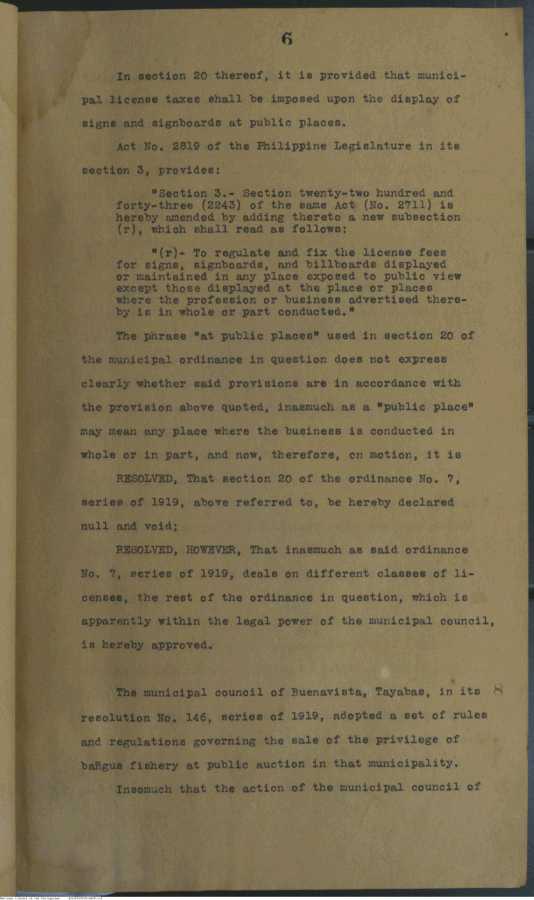 6
In section 20 thereof, it is provided that munici-
pal license taxes shall be imposed upon the display of
signs and signboards at public places.
Act No. 2819 of the Philippine Legislature in its
section 3, provides:
"Section 3.- Section twenty-two hundred and
forty-three (2243) of the same Act (No. 2711) is
hereby amended by adding thereto a new subsection
(r), which shall read as follows:
"(r)- To regulate and fix the license fees
for signs, signboards, and billboards displayed
or maintained in any place exposed to public view
except those displayed at the place or places
where the profession or business advertised there-
by is in whole or part conducted."
The phrase "at public places" used in section 20 of
the municipal ordinance in question does not express
clearly whether said provisions are in accordance with
the provision above quoted, inasmuch as a "public place"
may mean any place where the business is conducted in
whole or in part, and now, therefore, on motion, it is
RESOLVED, That section 20 of the ordinance No. 7,
series of 1919, above referred to, be hereby declared
null and void;
RESOLVED, HOWEVER, That inasmuch as said ordinance
No. 7, series of 1919, deals on different classes of li-
censes, the rest of the ordinance in question, which is
apparently within the legal power of the municipal council,
is hereby approved.
The municipal council of Buenavista, Tayabas, in its 8
resolution No. 146, series of 1919, adopted a set of rules
and regulations governing the sale of the privilege of
bañgus fishery at public auction in that municipality.
Insomuch that the action of the municipal council of